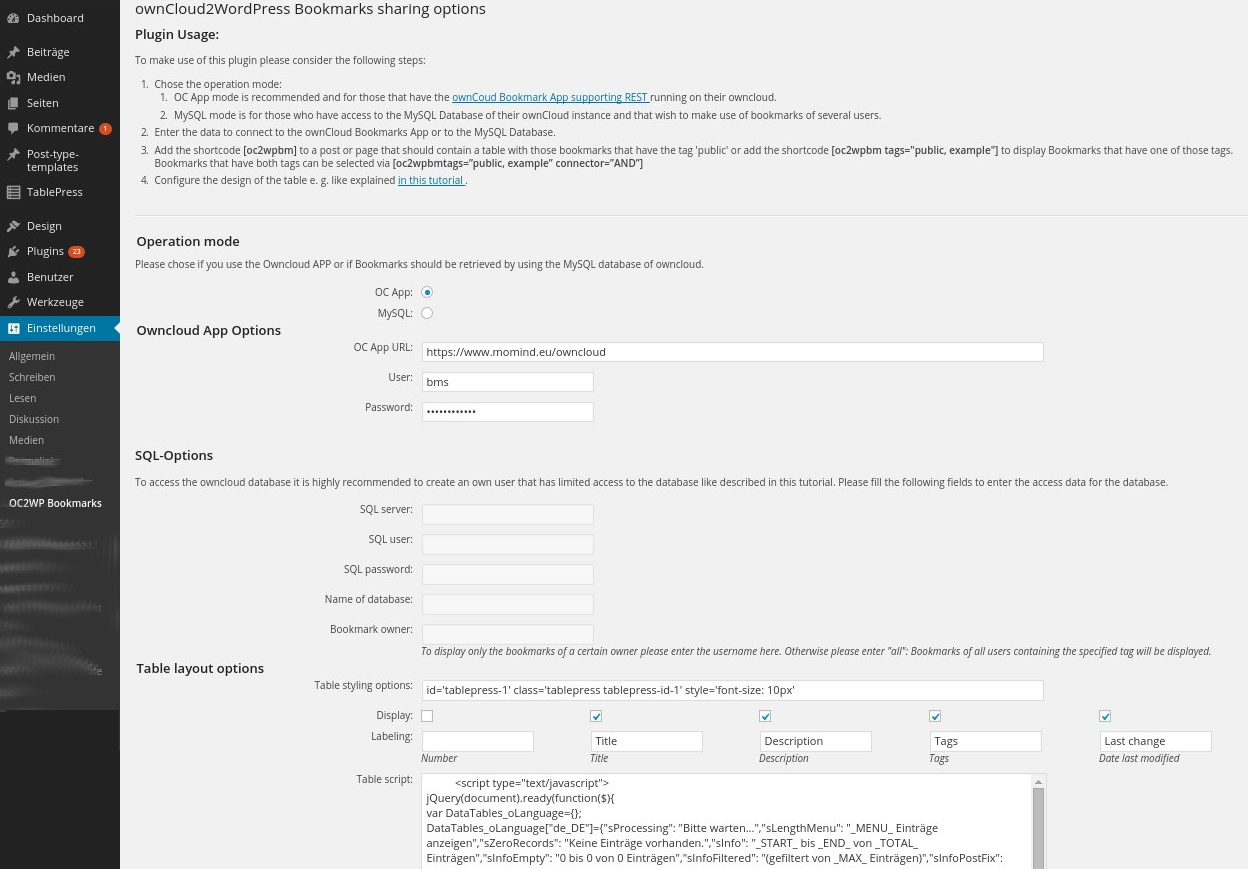 ownCloud2WordPress Bookmarks sharing options
Plugin Usage:
To make use of this plugin please consider the following steps:
1. Chose the operation mode:
1. OC App mode is recommended and for those that have the ownCoud Bookmark App supporting REST running on their owncloud.
2. MySQL mode is for those who have access to the MySQL Database of their ownCloud instance and that wish to make use of bookmarks of several users.
2. Enter the data to connect to the ownCloud Bookmarks App or to the MySQL Database.
3. Add the shortcode [oc2wpbm] to a post or page that should contain a table with those bookmarks that have the tag 'public' or add the shortcode [oc2wpbm tags="public, example"] to display Bookmarks that have one of those tags.
Bookmarks that have both tags can be selected via [oc2wpbmtags=”public, example” connector=”AND”]
4. Configure the design of the table e. g. like explained in this tutorial .
Dashboard
Beiträge
Medien
Seiten
Kommentare 1
Post-type-
templates
TablePress
Design
Plugins 23
Benutzer
Werkzeuge
Einstellungen
Allgemein
Schreiben
Lesen
Diskussion
Medien
OC2WP Bookmarks
Operation mode
Please chose if you use the Owncloud APP or if Bookmarks should be retrieved by using the MySQL database of owncloud.
OC App:
MySQL:
Owncloud App Options
OC App URL: https://www.momind.eu/owncloud
User: bms
Password: ••••••••••••
SQL-Options
To access the owncloud database it is highly recommended to create an own user that has limited access to the database like described in this tutorial. Please fill the following fields to enter the access data for the database.
SQL server:
SQL user:
SQL password:
Name of database:
Bookmark owner:
To display only the bookmarks of a certain owner please enter the username here. Otherwise please enter "all": Bookmarks of all users containing the specified tag will be displayed.
Table layout options
Table styling options: id='tablepress-1' class='tablepress tablepress-id-1' style='font-size: 10px'
Display:
Labeling: Title Description Tags Last change
Number Title Description Tags Date last modified
Table script: <script type="text/javascript">
jQuery(document).ready(function($){
var DataTables_oLanguage={};
DataTables_oLanguage["de_DE"]={"sProcessing": "Bitte warten...","sLengthMenu": "_MENU_ Einträge
anzeigen","sZeroRecords": "Keine Einträge vorhanden.","sInfo": "_START_ bis _END_ von _TOTAL_
Einträgen","sInfoEmpty": "0 bis 0 von 0 Einträgen","sInfoFiltered": "(gefiltert von _MAX_ Einträgen)","sInfoPostFix":